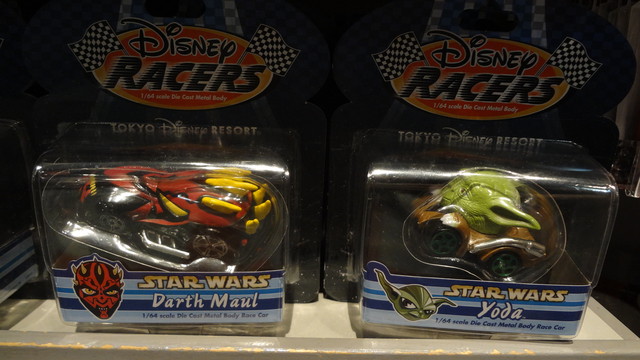 Disney
RACERS
1/64 scale Die Cast Metal Body
TOKYO Disney RESORT
STAR WARS
Darth Maul
1/64 scale Die Cast Metal Body Race Car
Disney
RACERS
1/64 scale Die Cast Metal Body
TOKYO Disney RESORT
STAR WARS
Yoda
1/64 scale Die Cast Metal Body Race Car